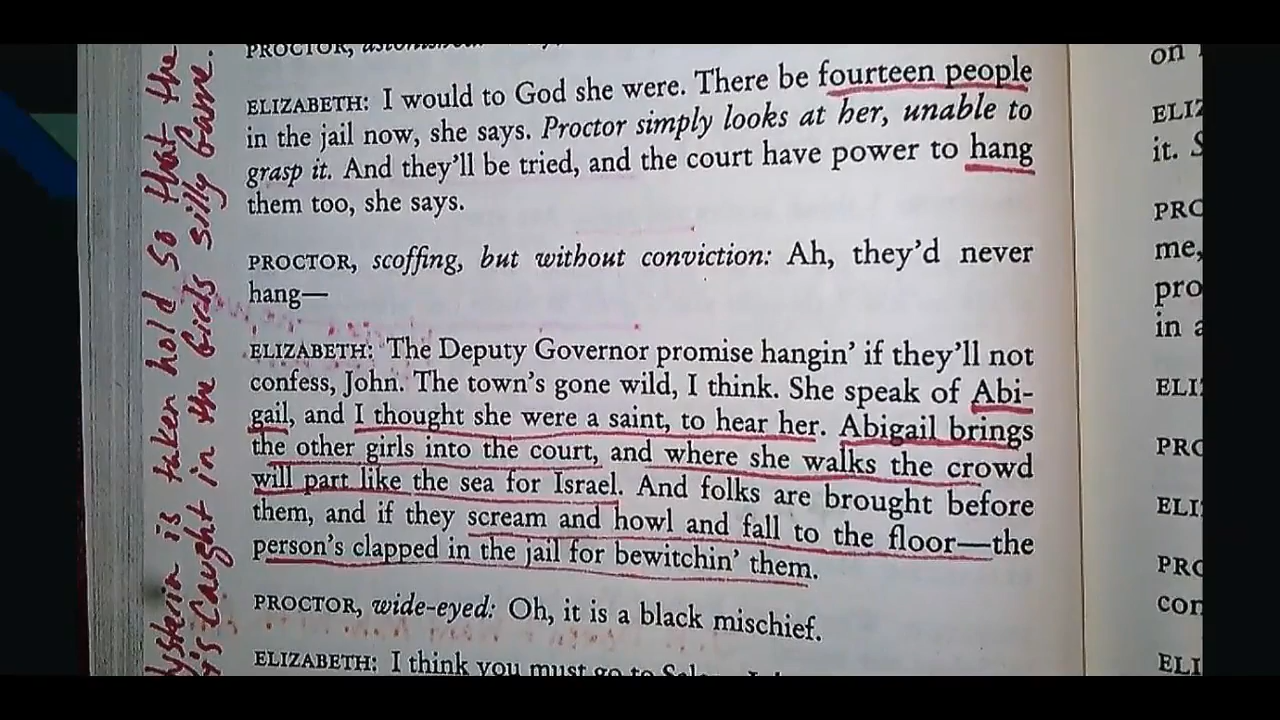 PROCTOR,
ELIZABETH: I would to God she were. There be fourteen people
in the jail now, she says. Proctor simply looks at her, unable to
grasp it. And they'll be tried, and the court have power to hang
them too, she says.
PROCTOR, scoffing, but without conviction: Ah, they'd never
hang—
ELIZABETH: The Deputy Governor promise hangin' if they'll not
confess, John. The town's gone wild, I think. She speak of Abi-
gail, and I thought she were a saint, to hear her. Abigail brings
the other girls into the court, and where she walks the crowd
will part like the sea for Israel. And folks are brought before
them, and if they scream and howl and fall to the floor—the
person's clapped in the jail for bewitchin' them.
PROCTOR, wide-eyed: Oh, it is a black mischief.
ELIZABETH: I think you must go to
is taken hold so that the
Caught in the Girls silly Game.
on
ELIZ
it. S
PRO
me,
pro
in a
ELI
PRO
ELI
PRO
con
ELI